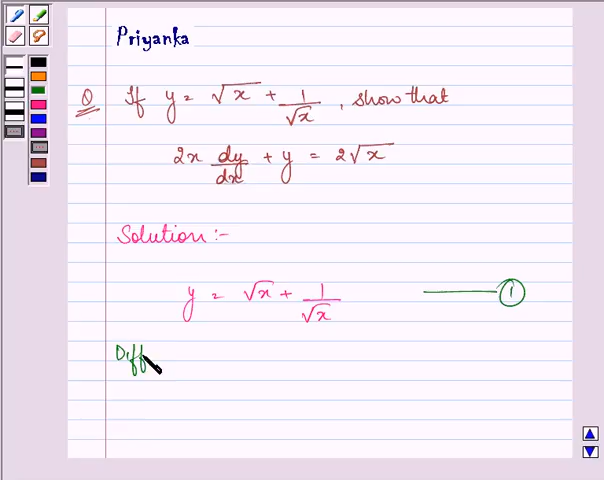 Priyanka
Q If y = √x + 1/√x , show that
2x dy/dx + y = 2√x
Solution :-
y = √x + 1/√x ——— ①
Diff